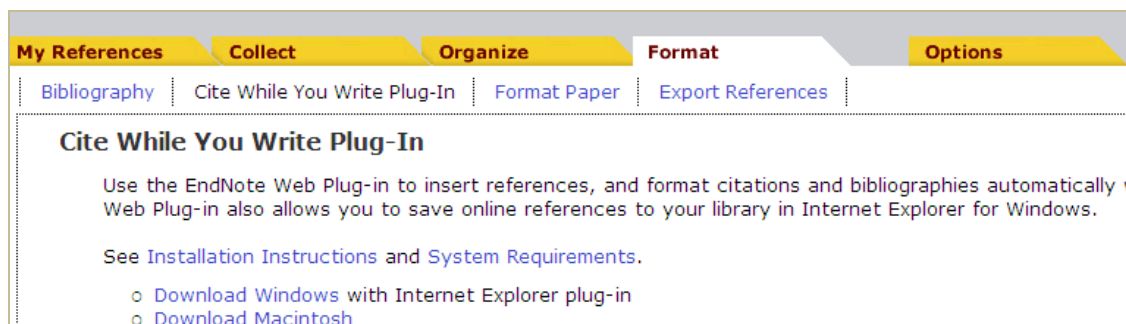 My References Collect Organize Format Options
Bibliography Cite While You Write Plug-In Format Paper Export References
Cite While You Write Plug-In
Use the EndNote Web Plug-in to insert references, and format citations and bibliographies automatically
Web Plug-in also allows you to save online references to your library in Internet Explorer for Windows.
See Installation Instructions and System Requirements.
Download Windows with Internet Explorer plug-in
Download Macintosh